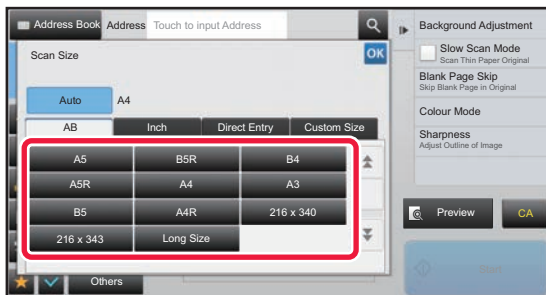 Address Book Address Touch to input Address
Scan Size
OK
Auto A4
AB Inch Direct Entry Custom Size
A5 B5R B4
A5R A4 A3
B5 A4R 216 x 340
216 x 343 Long Size
Others
Background Adjustment
Slow Scan Mode
Scan Thin Paper Original
Blank Page Skip
Skip Blank Page in Original
Colour Mode
Sharpness
Adjust Outline of Image
Preview CA
Start